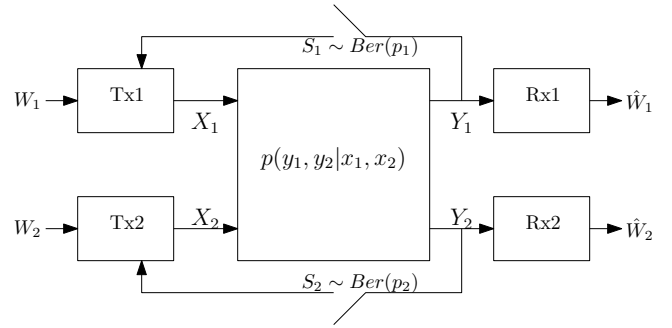 S₁ ∼ Ber(p₁)
W₁ Tx1 X₁ Y₁ Rx1 Ŵ₁
p(y₁, y₂|x₁, x₂)
W₂ Tx2 X₂ Y₂ Rx2 Ŵ₂
S₂ ∼ Ber(p₂)